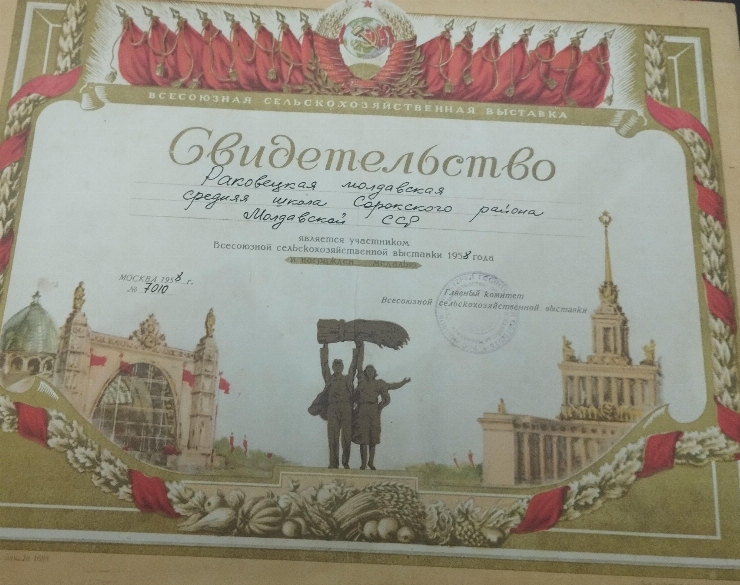 ВСЕСОЮЗНАЯ СЕЛЬСКОХОЗЯЙСТВЕННАЯ ВЫСТАВКА
Свидетельство
Раковецкая молдавская
средняя школа Сорокского района
Молдавской ССР
является участником
Всесоюзной сельскохозяйственной выставки 1958 года
и награжден
МОСКВА 1958 г.
№ 7010
Главный комитет
Всесоюзной сельскохозяйственной выставки